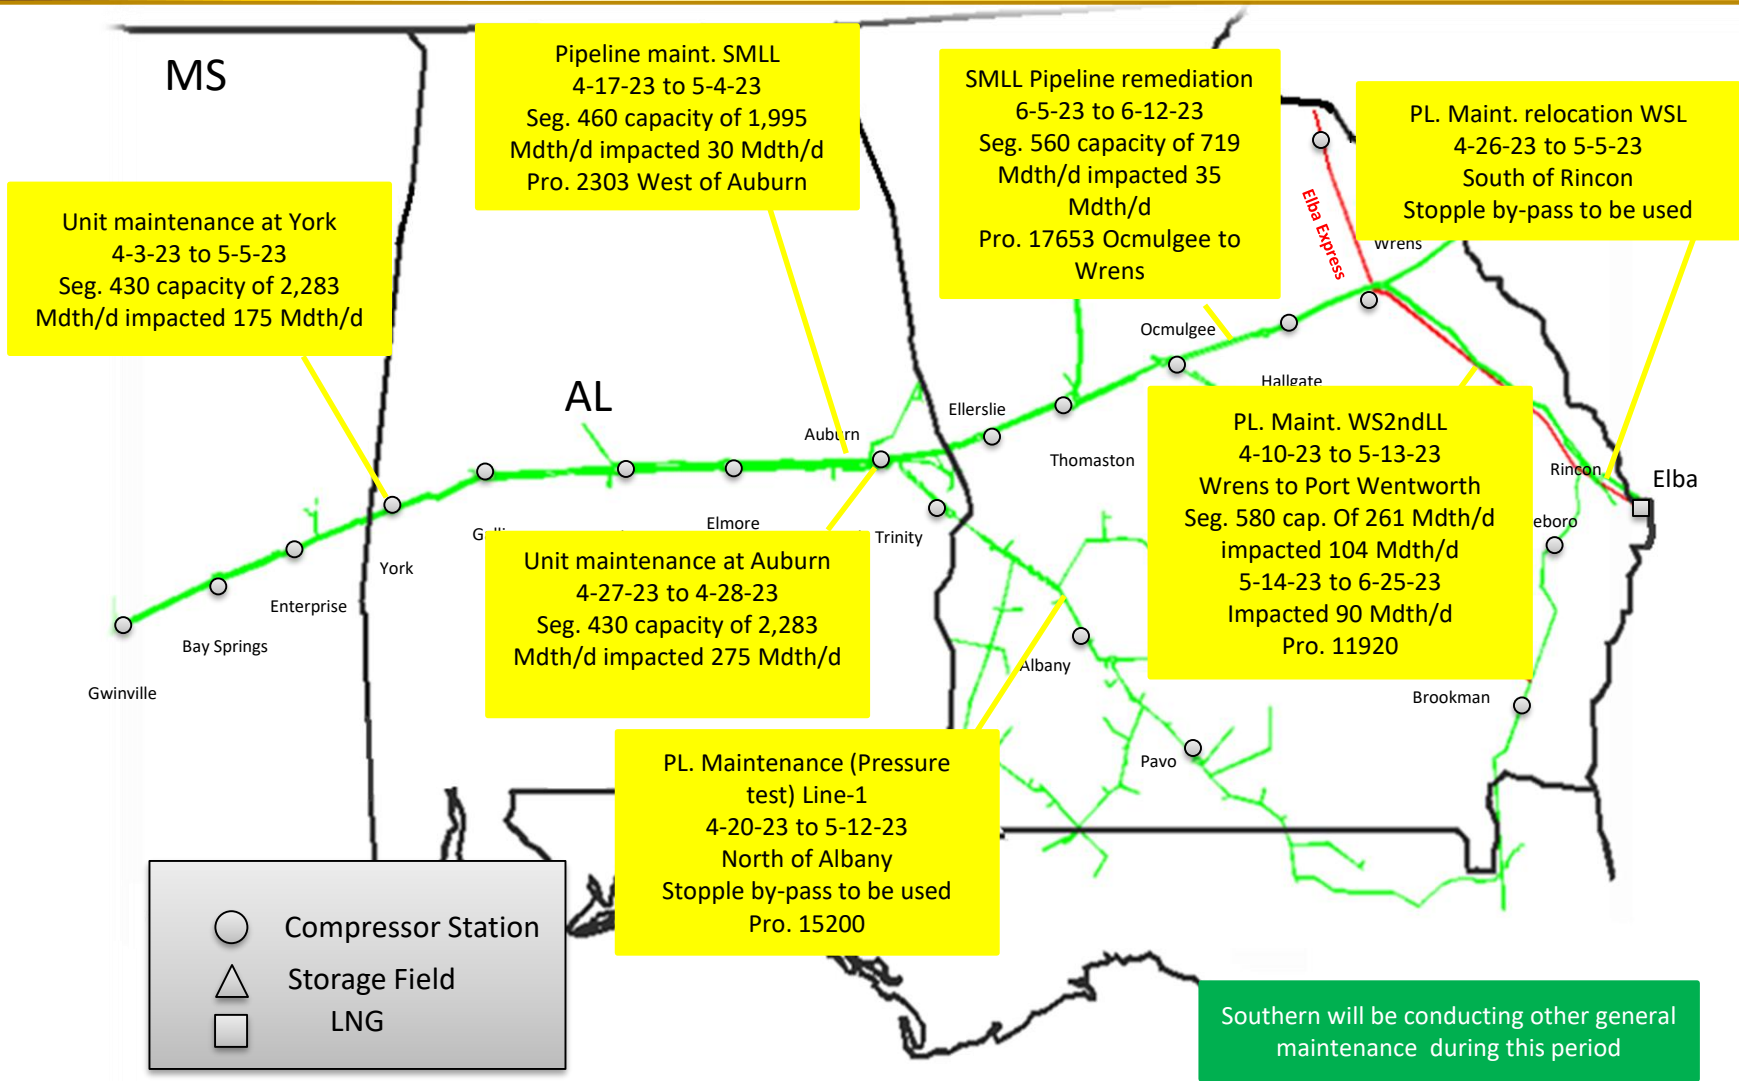 MS
Pipeline maint. SMLL
4-17-23 to 5-4-23
Seg. 460 capacity of 1,995
Mdth/d impacted 30 Mdth/d
Pro. 2303 West of Auburn
SMLL Pipeline remediation
6-5-23 to 6-12-23
Seg. 560 capacity of 719
Mdth/d impacted 35
Mdth/d
Pro. 17653 Ocmulgee to
Wrens
PL. Maint. relocation WSL
4-26-23 to 5-5-23
South of Rincon
Stopple by-pass to be used
Unit maintenance at York
4-3-23 to 5-5-23
Seg. 430 capacity of 2,283
Mdth/d impacted 175 Mdth/d
Elba Express
Wrens
Ocmulgee
Hallgate
AL
Ellerslie
Auburn
Thomaston
PL. Maint. WS2ndLL
4-10-23 to 5-13-23
Wrens to Port Wentworth
Seg. 580 cap. Of 261 Mdth/d
impacted 104 Mdth/d
5-14-23 to 6-25-23
Impacted 90 Mdth/d
Pro. 11920
Rincon
Elba
eboro
Elmore
Trinity
York
Enterprise
Bay Springs
Gwinville
Unit maintenance at Auburn
4-27-23 to 4-28-23
Seg. 430 capacity of 2,283
Mdth/d impacted 275 Mdth/d
Albany
Brookman
Pavo
PL. Maintenance (Pressure
test) Line-1
4-20-23 to 5-12-23
North of Albany
Stopple by-pass to be used
Pro. 15200
Compressor Station
Storage Field
LNG
Southern will be conducting other general
maintenance during this period